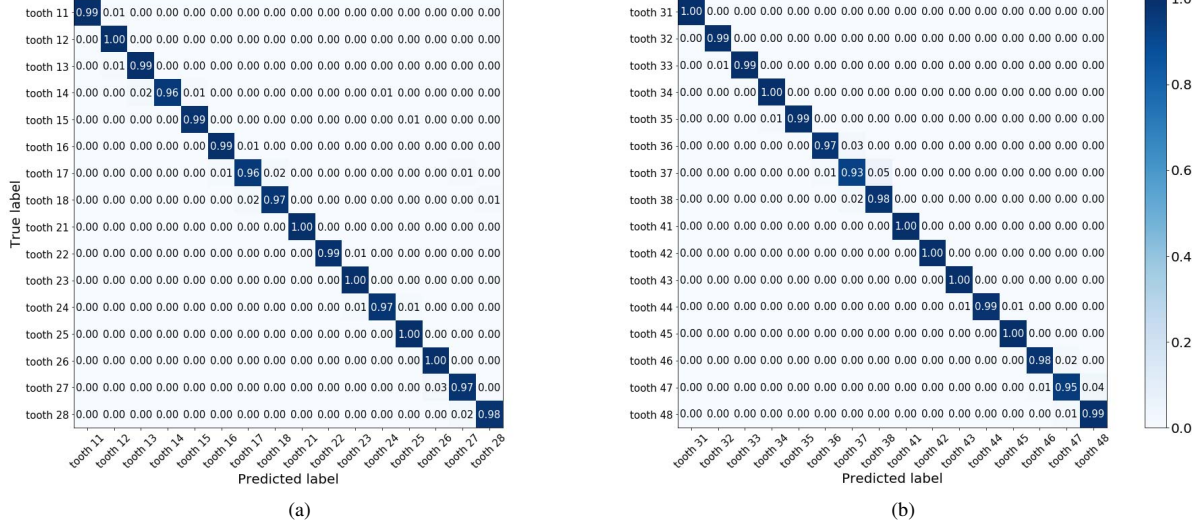 True label
tooth 11 0.99 0.01 0.00 0.00 0.00 0.00 0.00 0.00 0.00 0.00 0.00 0.00 0.00 0.00 0.00 0.00
tooth 12 0.00 1.00 0.00 0.00 0.00 0.00 0.00 0.00 0.00 0.00 0.00 0.00 0.00 0.00 0.00 0.00
tooth 13 0.00 0.01 0.99 0.00 0.00 0.00 0.00 0.00 0.00 0.00 0.00 0.00 0.00 0.00 0.00 0.00
tooth 14 0.00 0.00 0.02 0.96 0.01 0.00 0.00 0.00 0.00 0.00 0.00 0.01 0.00 0.00 0.00 0.00
tooth 15 0.00 0.00 0.00 0.00 0.99 0.00 0.00 0.00 0.00 0.00 0.00 0.00 0.01 0.00 0.00 0.00
tooth 16 0.00 0.00 0.00 0.00 0.00 0.99 0.01 0.00 0.00 0.00 0.00 0.00 0.00 0.00 0.00 0.00
tooth 17 0.00 0.00 0.00 0.00 0.00 0.01 0.96 0.02 0.00 0.00 0.00 0.00 0.00 0.00 0.01 0.00
tooth 18 0.00 0.00 0.00 0.00 0.00 0.00 0.02 0.97 0.00 0.00 0.00 0.00 0.00 0.00 0.00 0.01
tooth 21 0.00 0.00 0.00 0.00 0.00 0.00 0.00 0.00 1.00 0.00 0.00 0.00 0.00 0.00 0.00 0.00
tooth 22 0.00 0.00 0.00 0.00 0.00 0.00 0.00 0.00 0.00 0.99 0.01 0.00 0.00 0.00 0.00 0.00
tooth 23 0.00 0.00 0.00 0.00 0.00 0.00 0.00 0.00 0.00 0.00 1.00 0.00 0.00 0.00 0.00 0.00
tooth 24 0.00 0.00 0.00 0.00 0.00 0.00 0.00 0.00 0.00 0.00 0.01 0.97 0.01 0.00 0.00 0.00
tooth 25 0.00 0.00 0.00 0.00 0.00 0.00 0.00 0.00 0.00 0.00 0.00 0.00 1.00 0.00 0.00 0.00
tooth 26 0.00 0.00 0.00 0.00 0.00 0.00 0.00 0.00 0.00 0.00 0.00 0.00 0.00 1.00 0.00 0.00
tooth 27 0.00 0.00 0.00 0.00 0.00 0.00 0.00 0.00 0.00 0.00 0.00 0.00 0.00 0.03 0.97 0.00
tooth 28 0.00 0.00 0.00 0.00 0.00 0.00 0.00 0.00 0.00 0.00 0.00 0.00 0.00 0.00 0.02 0.98
tooth 11 tooth 12 tooth 13 tooth 14 tooth 15 tooth 16 tooth 17 tooth 18 tooth 21 tooth 22 tooth 23 tooth 24 tooth 25 tooth 26 tooth 27 tooth 28
Predicted label
(a)
tooth 31 1.00 0.00 0.00 0.00 0.00 0.00 0.00 0.00 0.00 0.00 0.00 0.00 0.00 0.00 0.00 0.00
tooth 32 0.00 0.99 0.00 0.00 0.00 0.00 0.00 0.00 0.00 0.00 0.00 0.00 0.00 0.00 0.00 0.00
tooth 33 0.00 0.01 0.99 0.00 0.00 0.00 0.00 0.00 0.00 0.00 0.00 0.00 0.00 0.00 0.00 0.00
tooth 34 0.00 0.00 0.00 1.00 0.00 0.00 0.00 0.00 0.00 0.00 0.00 0.00 0.00 0.00 0.00 0.00
tooth 35 0.00 0.00 0.00 0.01 0.99 0.00 0.00 0.00 0.00 0.00 0.00 0.00 0.00 0.00 0.00 0.00
tooth 36 0.00 0.00 0.00 0.00 0.00 0.97 0.03 0.00 0.00 0.00 0.00 0.00 0.00 0.00 0.00 0.00
tooth 37 0.00 0.00 0.00 0.00 0.00 0.01 0.93 0.05 0.00 0.00 0.00 0.00 0.00 0.00 0.00 0.00
tooth 38 0.00 0.00 0.00 0.00 0.00 0.00 0.02 0.98 0.00 0.00 0.00 0.00 0.00 0.00 0.00 0.00
tooth 41 0.00 0.00 0.00 0.00 0.00 0.00 0.00 0.00 1.00 0.00 0.00 0.00 0.00 0.00 0.00 0.00
tooth 42 0.00 0.00 0.00 0.00 0.00 0.00 0.00 0.00 0.00 1.00 0.00 0.00 0.00 0.00 0.00 0.00
tooth 43 0.00 0.00 0.00 0.00 0.00 0.00 0.00 0.00 0.00 0.00 1.00 0.00 0.00 0.00 0.00 0.00
tooth 44 0.00 0.00 0.00 0.00 0.00 0.00 0.00 0.00 0.00 0.00 0.01 0.99 0.01 0.00 0.00 0.00
tooth 45 0.00 0.00 0.00 0.00 0.00 0.00 0.00 0.00 0.00 0.00 0.00 0.00 1.00 0.00 0.00 0.00
tooth 46 0.00 0.00 0.00 0.00 0.00 0.00 0.00 0.00 0.00 0.00 0.00 0.00 0.00 0.98 0.02 0.00
tooth 47 0.00 0.00 0.00 0.00 0.00 0.00 0.00 0.00 0.00 0.00 0.00 0.00 0.00 0.01 0.95 0.04
tooth 48 0.00 0.00 0.00 0.00 0.00 0.00 0.00 0.00 0.00 0.00 0.00 0.00 0.00 0.00 0.01 0.99
tooth 31 tooth 32 tooth 33 tooth 34 tooth 35 tooth 36 tooth 37 tooth 38 tooth 41 tooth 42 tooth 43 tooth 44 tooth 45 tooth 46 tooth 47 tooth 48
Predicted label
(b)
0.8
0.6
0.4
0.2
0.0